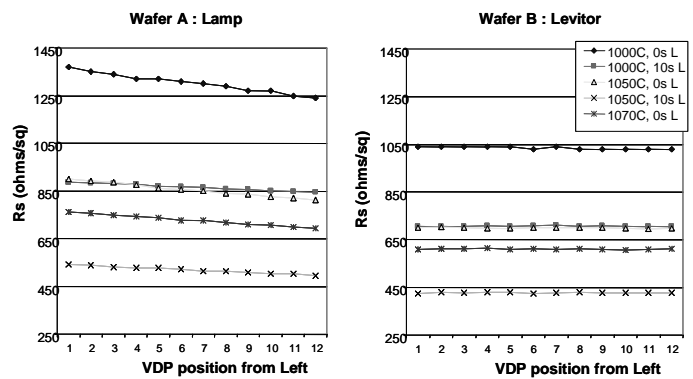 Wafer A : Lamp
1450
1250
1050
850
650
450
250
Rs (ohms/sq)
1 2 3 4 5 6 7 8 9 10 11 12
VDP position from Left
Wafer B : Levitor
1450
1250
1050
850
650
450
250
Rs (ohms/sq)
1 2 3 4 5 6 7 8 9 10 11 12
VDP position from Left
1000C, 0s L
1000C, 10s L
1050C, 0s L
1050C, 10s L
1070C, 0s L